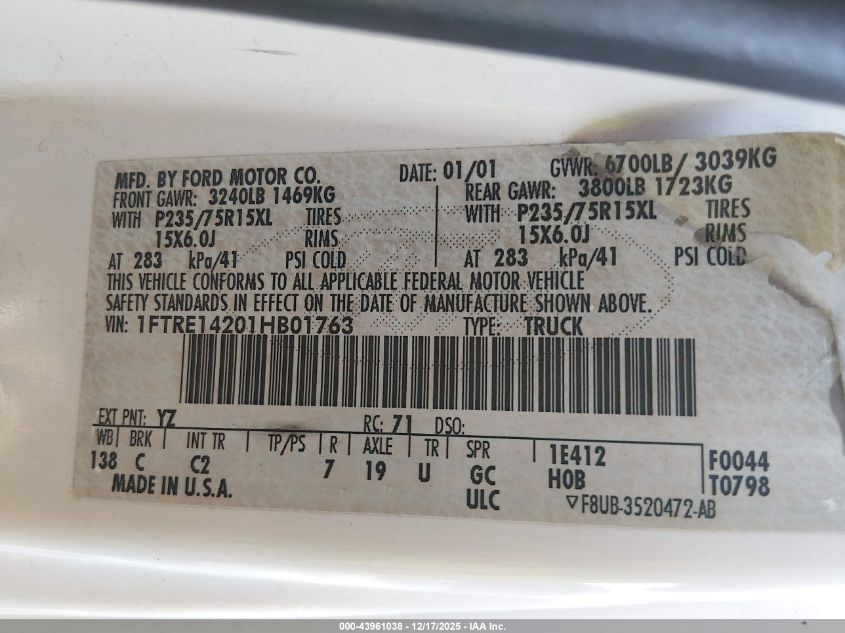 MFD. BY FORD MOTOR CO. DATE: 01/01 GVWR: 6700LB/ 3039KG
FRONT GAWR: 3240LB 1469KG REAR GAWR: 3800LB 1723KG
WITH P235/75R15XL TIRES WITH P235/75R15XL TIRES
15X6.0J RIMS 15X6.0J RIMS
AT 283 kPa/41 PSI COLD AT 283 kPa/41 PSI COLD
THIS VEHICLE CONFORMS TO ALL APPLICABLE FEDERAL MOTOR VEHICLE
SAFETY STANDARDS IN EFFECT ON THE DATE OF MANUFACTURE SHOWN ABOVE.
VIN: 1FTRE14201HB01763 TYPE: TRUCK
EXT PNT: YZ RC: 71 DSO:
WB BRK INT TR TP/PS R AXLE TR SPR 1E412 F0044
138 C C2 7 19 U GC HOB T0798
MADE IN U.S.A. ULC ▽F8UB-3520472-AB
000-43961038 - 12/17/2025 - IAA Inc.